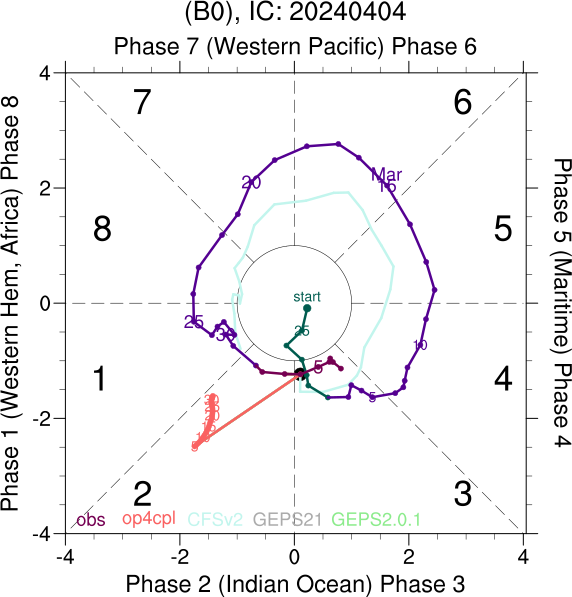 (B0), IC: 20240404
Phase 7 (Western Pacific) Phase 6
4
7
6
Mar
15
20
2
8
5
Phase 1 (Western Hem, Africa) Phase 8
Phase 5 (Maritime) Phase 4
start
0
25
25
10
5
1
4
5
-2
2
3
obs
op4cpl
CFSv2
GEPS21
GEPS2.0.1
-4
-4
-2
0
2
4
Phase 2 (Indian Ocean) Phase 3